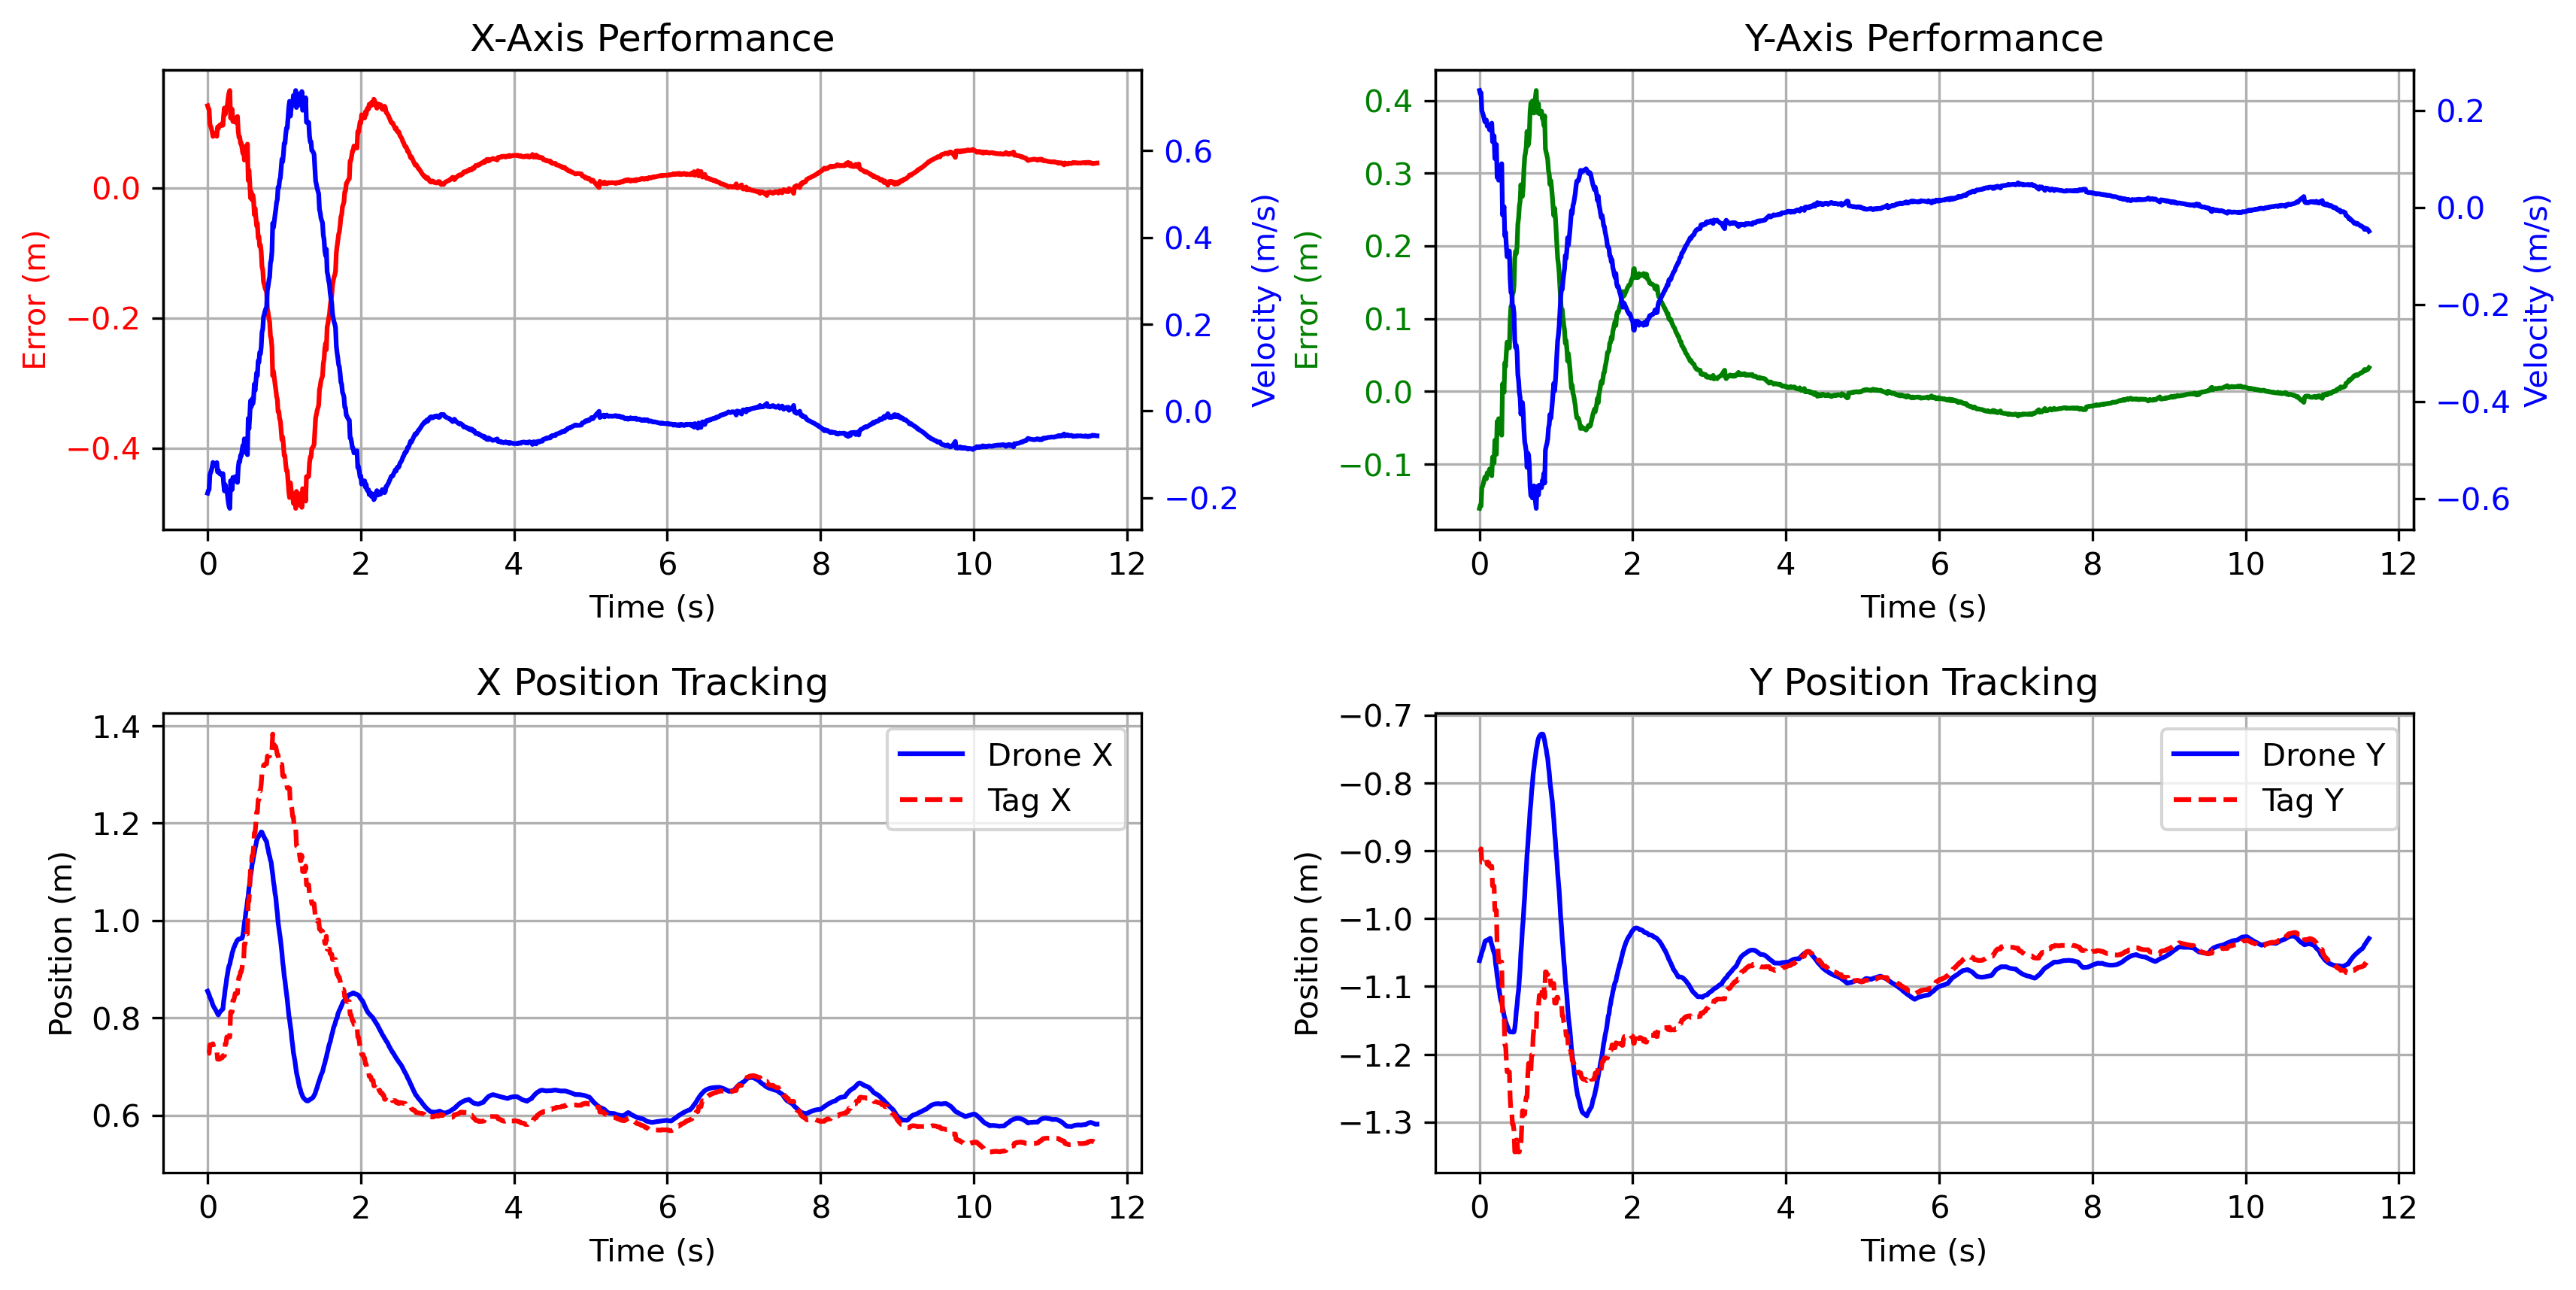 X-Axis Performance
Error (m)
0.0
−0.2
−0.4
0.6
0.4
0.2
0.0
−0.2
Velocity (m/s)
0 2 4 6 8 10 12
Time (s)
Y-Axis Performance
Error (m)
0.4
0.3
0.2
0.1
0.0
−0.1
0.2
0.0
−0.2
−0.4
−0.6
Velocity (m/s)
0 2 4 6 8 10 12
Time (s)
X Position Tracking
Position (m)
1.4
1.2
1.0
0.8
0.6
Drone X
Tag X
0 2 4 6 8 10 12
Time (s)
Y Position Tracking
Position (m)
−0.7
−0.8
−0.9
−1.0
−1.1
−1.2
−1.3
Drone Y
Tag Y
0 2 4 6 8 10 12
Time (s)